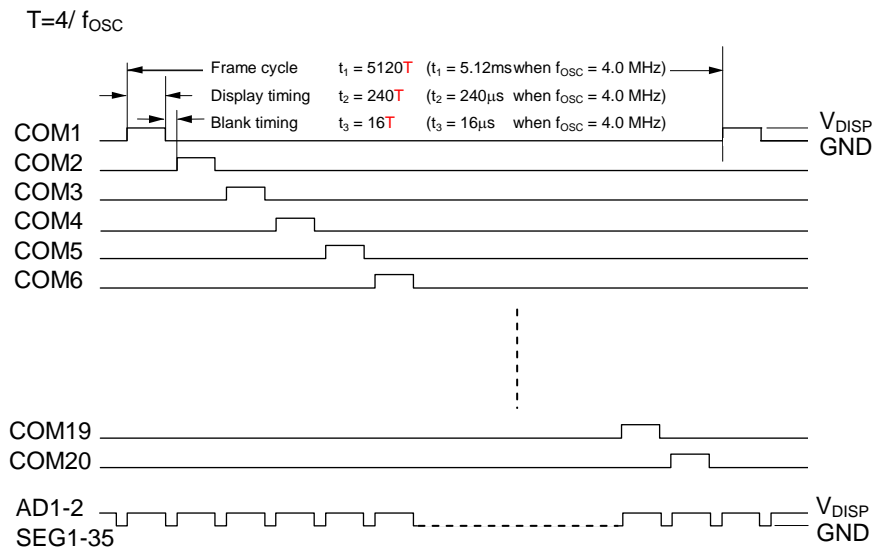 T=4/ fOSC
Frame cycle t1 = 5120T (t1 = 5.12ms when fOSC = 4.0 MHz)
Display timing t2 = 240T (t2 = 240μs when fOSC = 4.0 MHz)
Blank timing t3 = 16T (t3 = 16μs when fOSC = 4.0 MHz)
COM1 VDISP
GND
COM2
COM3
COM4
COM5
COM6
COM19
COM20
AD1-2 VDISP
SEG1-35 GND